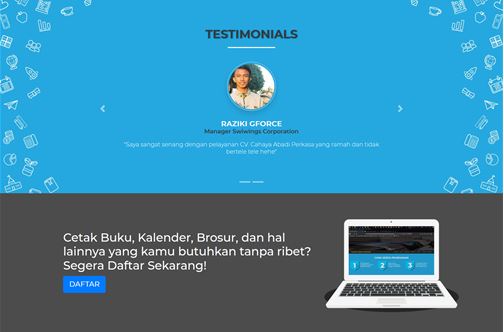 TESTIMONIALS
RAZIKI GFORCE
Manager Swiwings Corporation
"Saya sangat senang dengan pelayanan CV. Cahaya Abadi Perkasa yang ramah dan tidak
bertele tele hehe"
Cetak Buku, Kalender, Brosur, dan hal
lainnya yang kamu butuhkan tanpa ribet?
Segera Daftar Sekarang!
DAFTAR
1
2
3